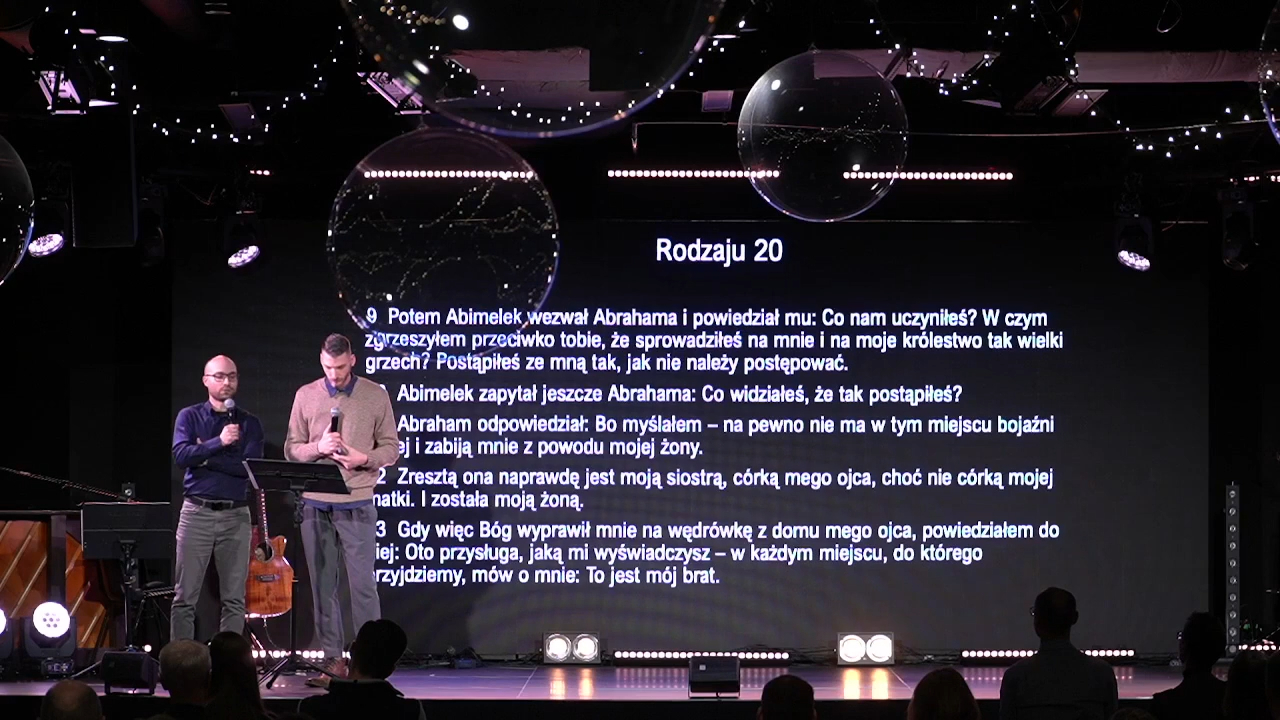 Rodzaju 20
9 Potem Abimelek wezwał Abrahama i powiedział mu: Co nam uczyniłeś? W czym
zgrzeszyłem przeciwko tobie, że sprowadziłeś na mnie i na moje królestwo tak wielki
grzech? Postąpiłeś ze mną tak, jak nie należy postępować.
Abimelek zapytał jeszcze Abrahama: Co widziałeś, że tak postąpiłeś?
Abraham odpowiedział: Bo myślałem – na pewno nie ma w tym miejscu bojaźni
i zabiją mnie z powodu mojej żony.
2 Zresztą ona naprawdę jest moją siostrą, córką mego ojca, choć nie córką mojej
matki. I została moją żoną.
3 Gdy więc Bóg wyprawił mnie na wędrówkę z domu mego ojca, powiedziałem do
niej: Oto przysługa, jaką mi wyświadczysz – w każdym miejscu, do którego
przyjdziemy, mów o mnie: To jest mój brat.